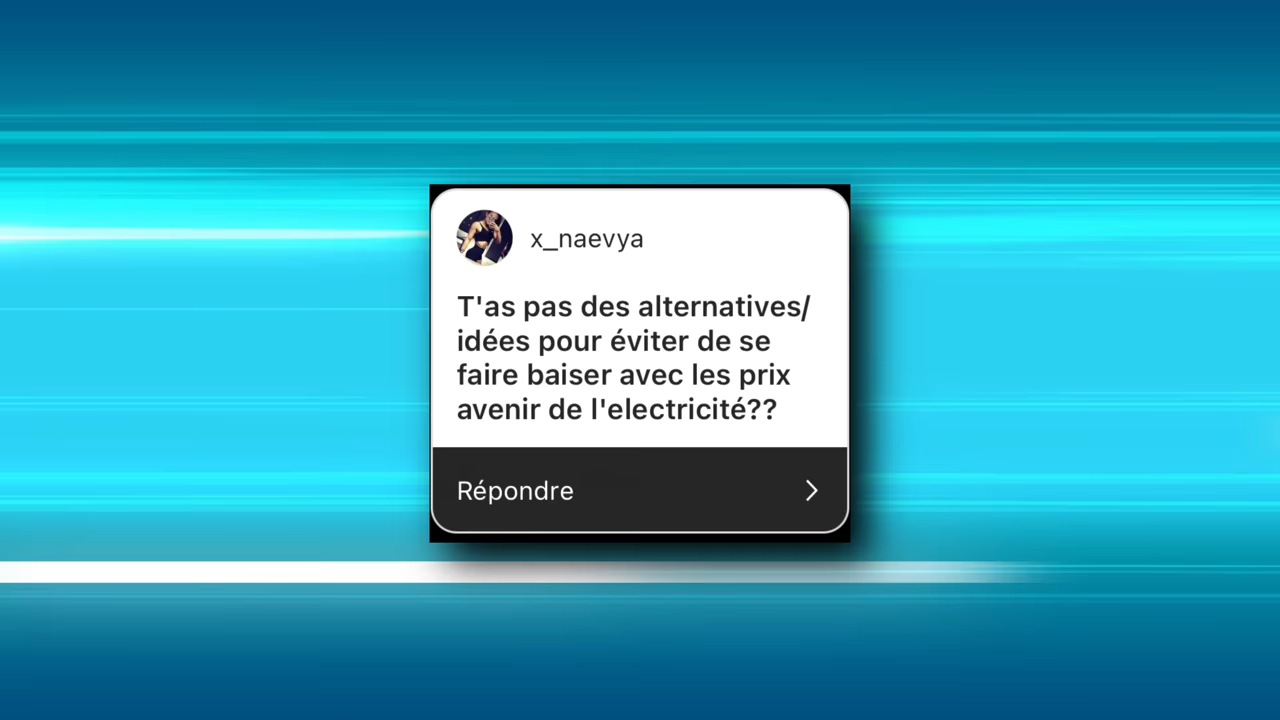 x_naevya
T'as pas des alternatives/
idées pour éviter de se
faire baiser avec les prix
avenir de l'electricité??
Répondre